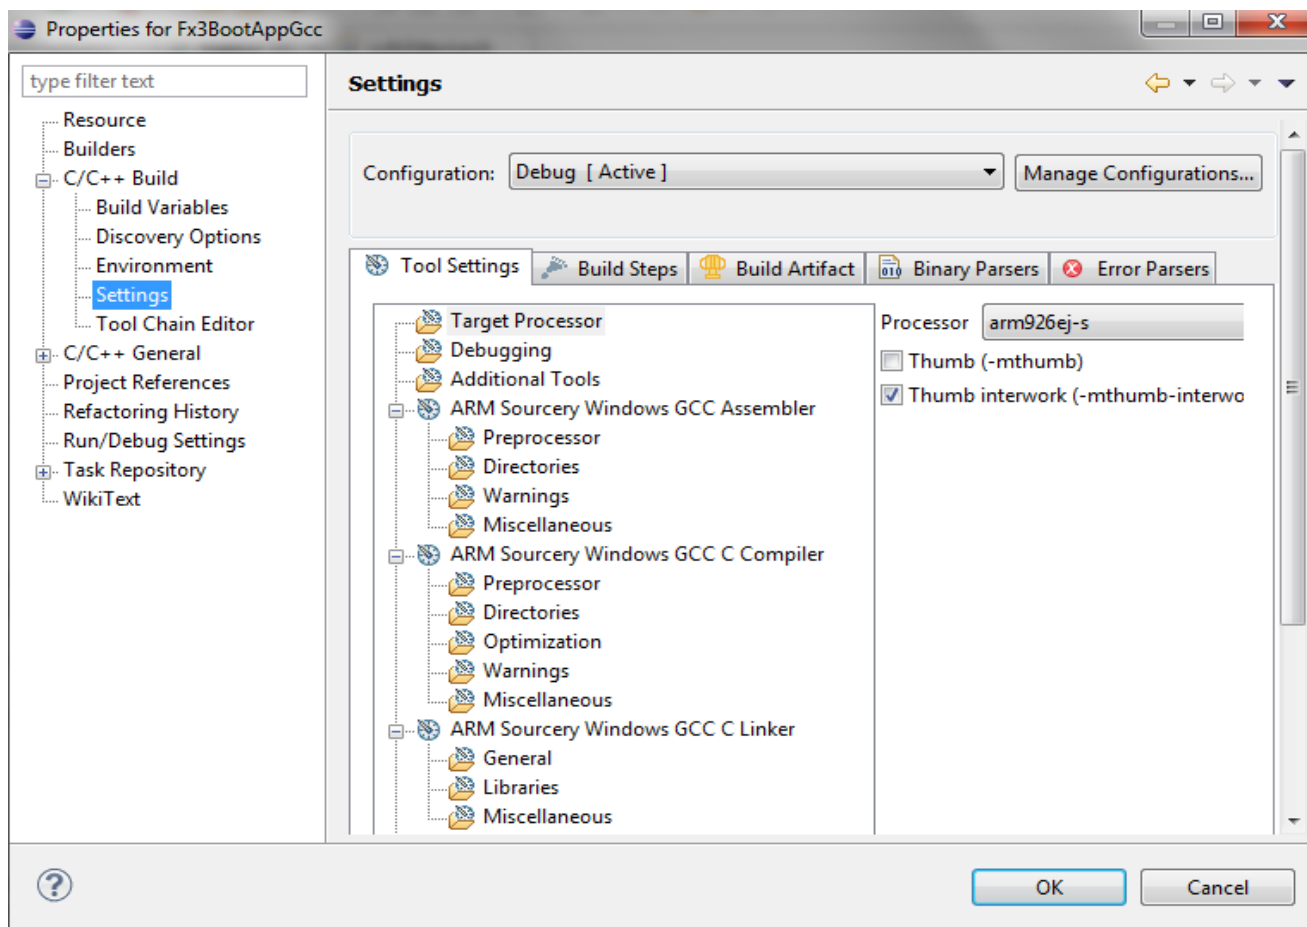 Properties for Fx3BootAppGcc
type filter text
Resource
Builders
C/C++ Build
Build Variables
Discovery Options
Environment
Settings
Tool Chain Editor
C/C++ General
Project References
Refactoring History
Run/Debug Settings
Task Repository
WikiText
Settings
Configuration: Debug [ Active ] Manage Configurations...
Tool Settings Build Steps Build Artifact Binary Parsers Error Parsers
Target Processor
Debugging
Additional Tools
ARM Sourcery Windows GCC Assembler
Preprocessor
Directories
Warnings
Miscellaneous
ARM Sourcery Windows GCC C Compiler
Preprocessor
Directories
Optimization
Warnings
Miscellaneous
ARM Sourcery Windows GCC C Linker
General
Libraries
Miscellaneous
Processor arm926ej-s
Thumb (-mthumb)
Thumb interwork (-mthumb-interwo
OK Cancel